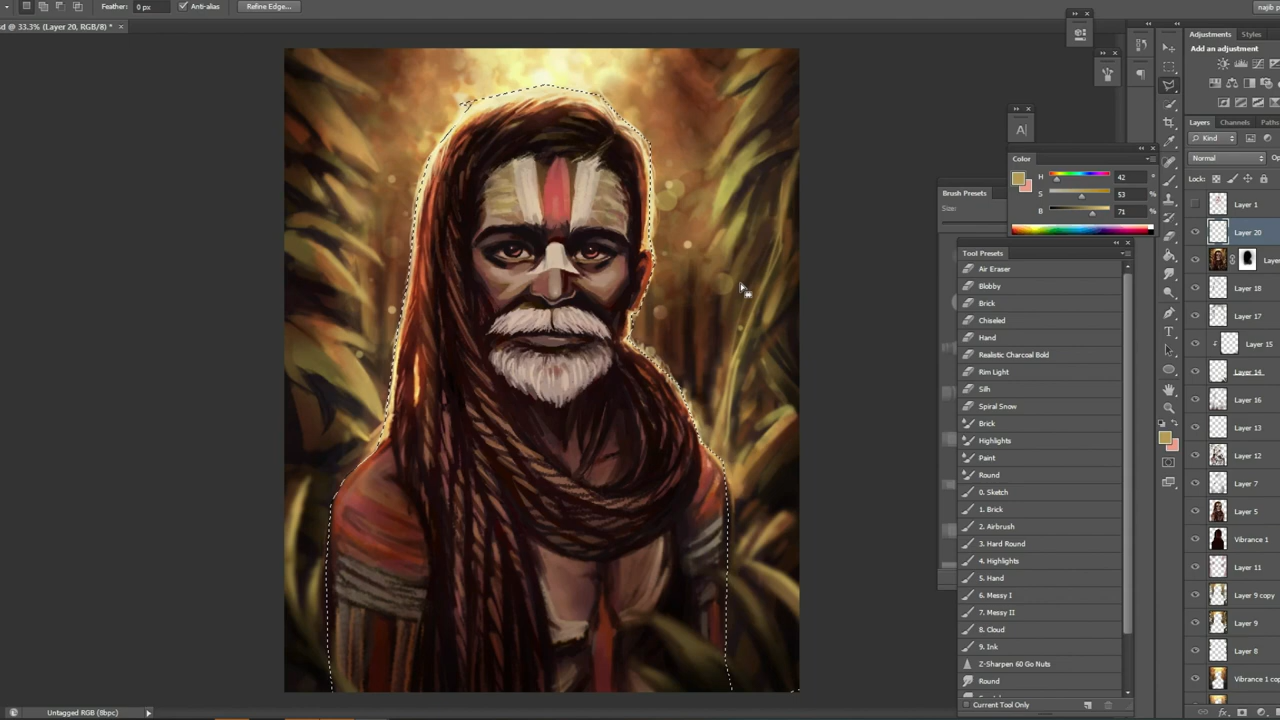 Feather: 0 px Anti-alias Refine Edge...
najib p
d @ 33.3% (Layer 20, RGB/8) *
Adjustments Styles
Add an adjustment
Layers Channels Paths
Kind
Normal
Lock:
Color
H 42 °
S 53 %
B 71 %
Brush Presets
Size:
Tool Presets
Air Eraser
Blobby
Brick
Chiseled
Hand
Realistic Charcoal Bold
Rim Light
Silh
Spiral Snow
Brick
Highlights
Paint
Round
0. Sketch
1. Brick
2. Airbrush
3. Hard Round
4. Highlights
5. Hand
6. Messy I
7. Messy II
8. Cloud
9. Ink
Z-Sharpen 60 Go Nuts
Round
Current Tool Only
Layer 1
Layer 20
Layer
Layer 18
Layer 17
Layer 15
Layer 14
Layer 16
Layer 13
Layer 12
Layer 7
Layer 5
Vibrance 1
Layer 11
Layer 9 copy
Layer 9
Layer 8
Vibrance 1 cop
Untagged RGB (8bpc)